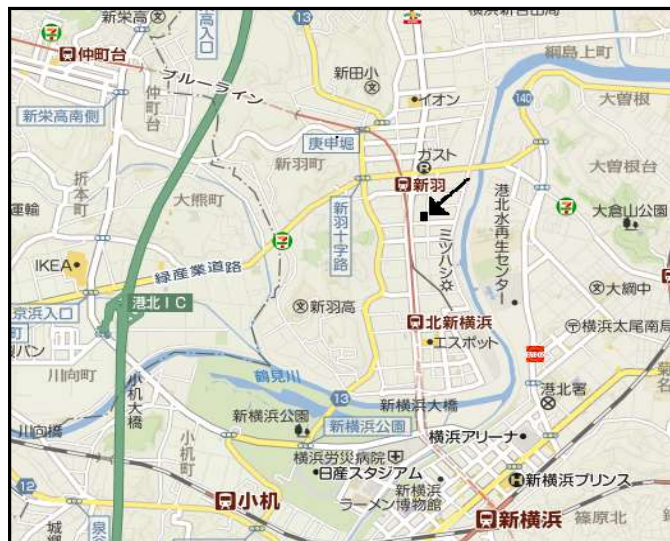 新栄高
高入口
横浜新吉田局
仲町台
新田小
綱島上町
ブルーライン
仲町台
イオン
140
大曽根
新栄高南側
庚申堀
ガスト
折本町
新羽町
新羽
大曽根台
大熊町
運輸
港北水再生センター
大倉山公園
新羽十字路
ミツハシ
IKEA
緑産業道路
京浜入口
港北IC
新羽高
大綱中
北新横浜
横浜太尾南局
エスポット
川向町
小机大橋
鶴見川
13
13
新横浜大橋
港北署
川向橋
新横浜公園
新横浜公園
小机町
横浜アリーナ
横浜労災病院
日産スタジアム
新横浜プリンス
12
小机
新横浜
ラーメン博物館
新横浜
篠原北
城郷